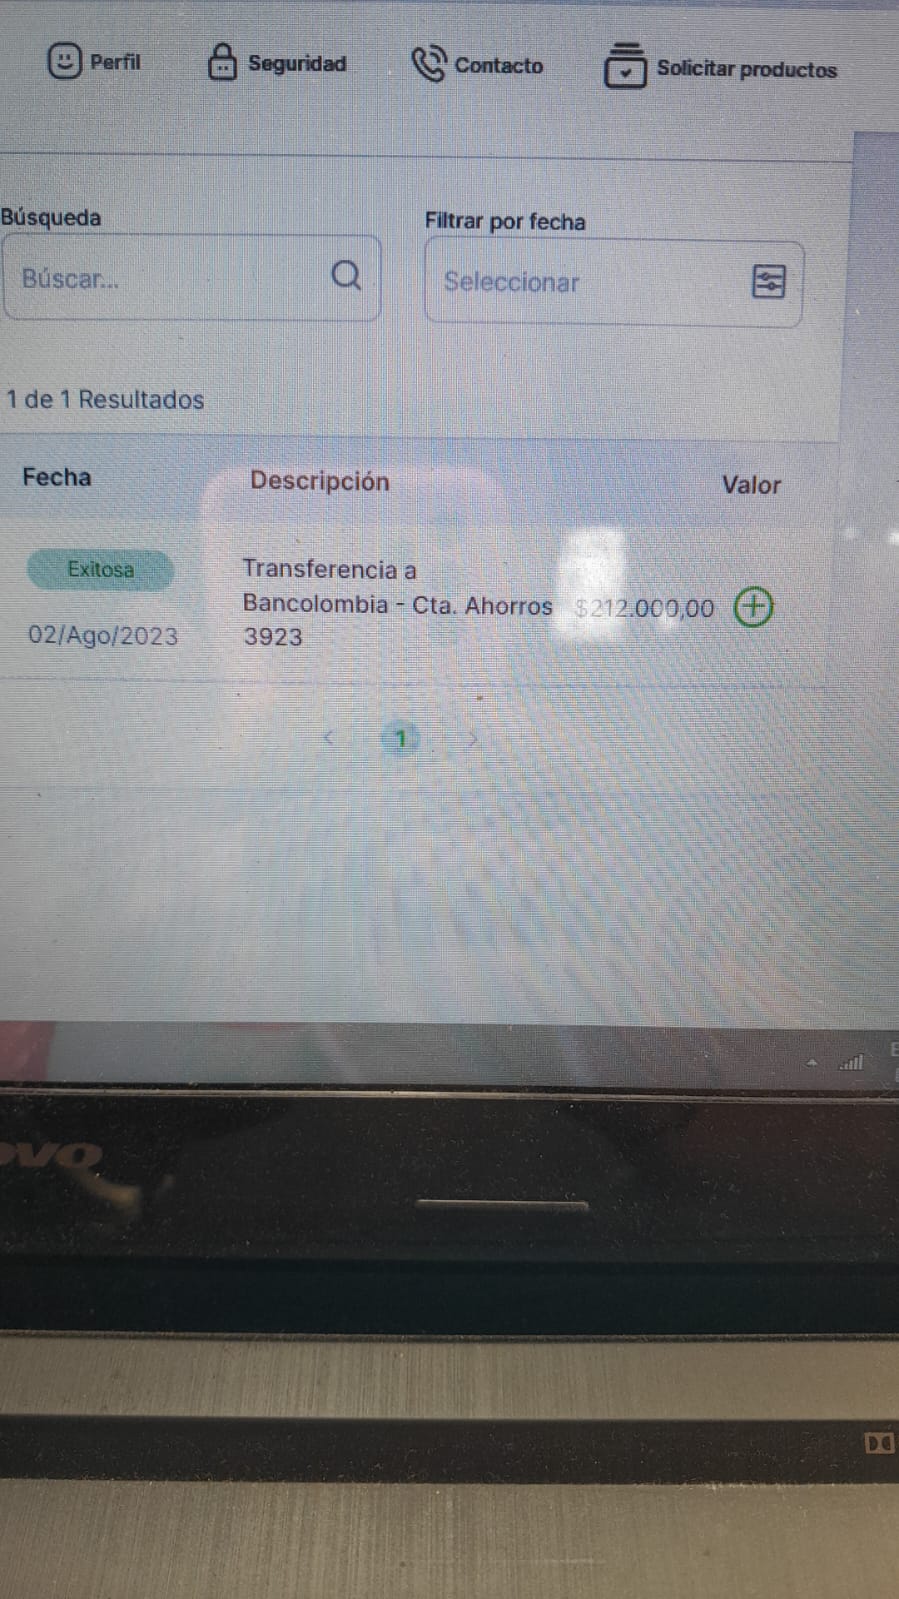 Perfil Seguridad Contacto Solicitar productos
Búsqueda Filtrar por fecha
Búscar... Seleccionar
1 de 1 Resultados
Fecha Descripción Valor
Exitosa
02/Ago/2023
Transferencia a
Bancolombia - Cta. Ahorros
3923
$212.000,00
1